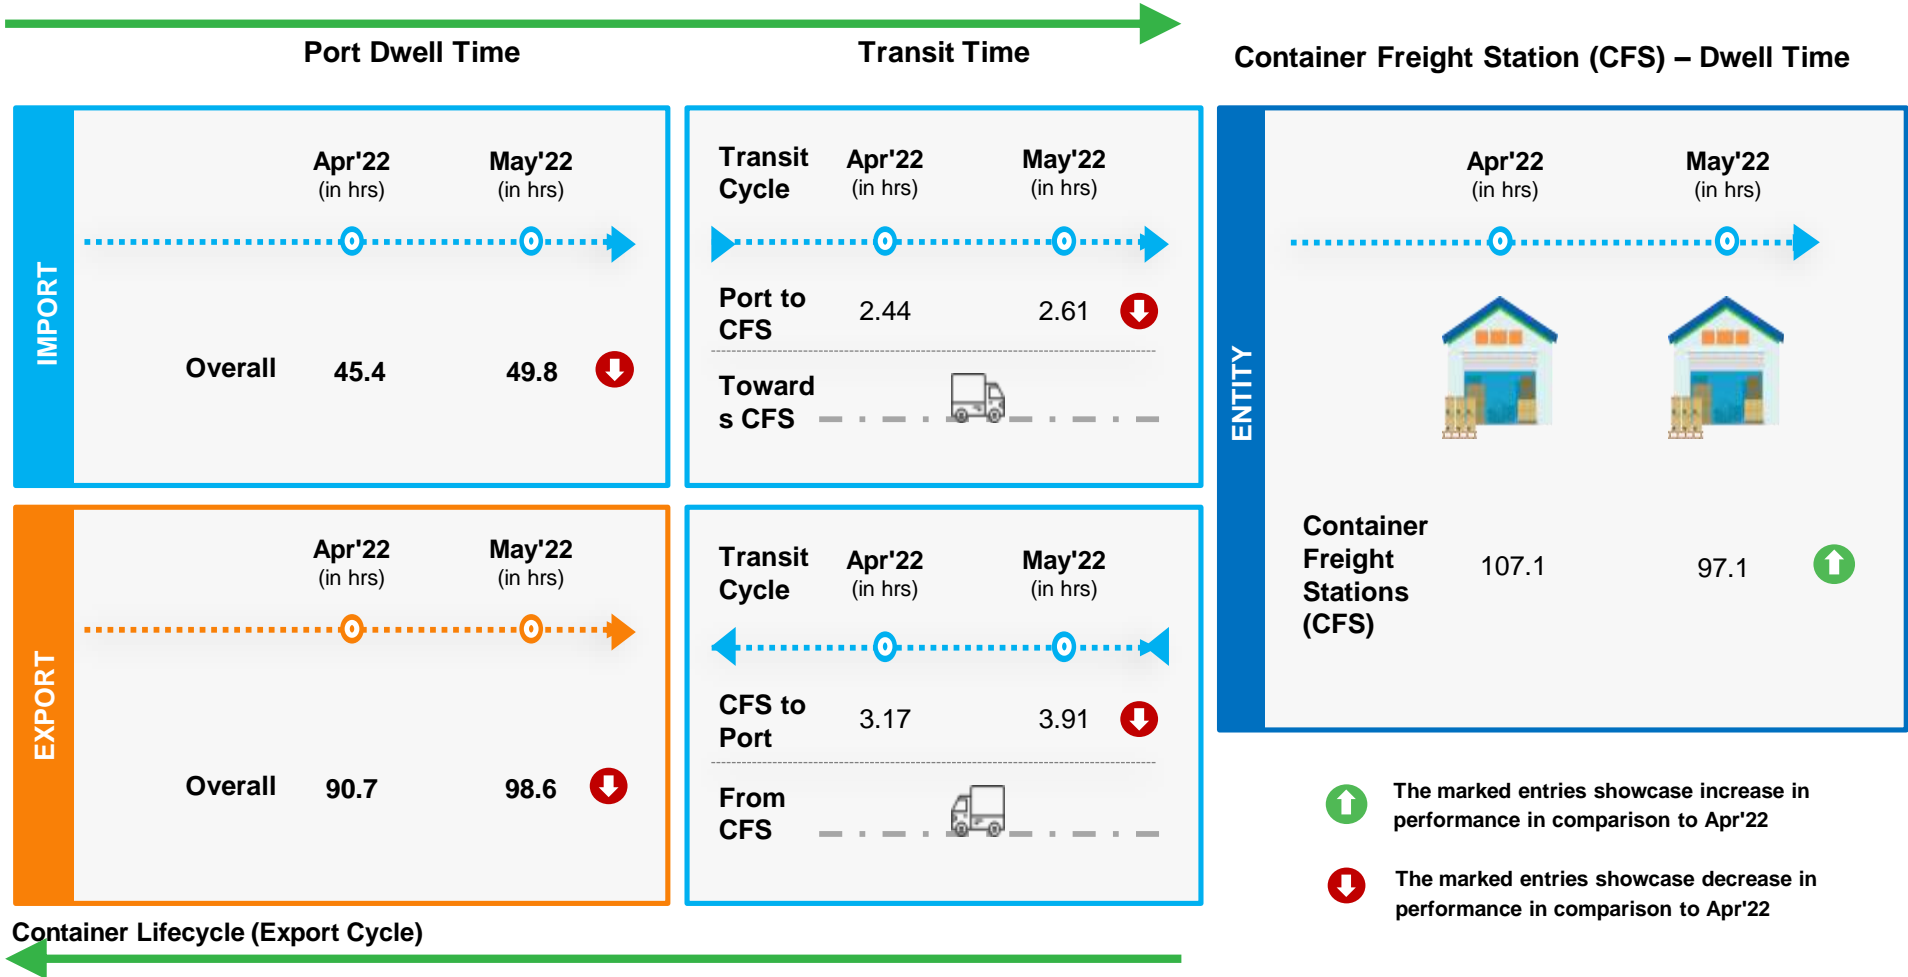 Port Dwell Time
Transit Time
Container Freight Station (CFS) – Dwell Time
IMPORT
Apr'22
(in hrs)
May'22
(in hrs)
Overall 45.4 49.8
Transit
Cycle
Apr'22
(in hrs)
May'22
(in hrs)
Port to
CFS
2.44 2.61
Toward
s CFS
ENTITY
Apr'22
(in hrs)
May'22
(in hrs)
Container
Freight
Stations
(CFS)
107.1 97.1
EXPORT
Apr'22
(in hrs)
May'22
(in hrs)
Overall 90.7 98.6
Transit
Cycle
Apr'22
(in hrs)
May'22
(in hrs)
CFS to
Port
3.17 3.91
From
CFS
The marked entries showcase increase in
performance in comparison to Apr'22
The marked entries showcase decrease in
performance in comparison to Apr'22
Container Lifecycle (Export Cycle)